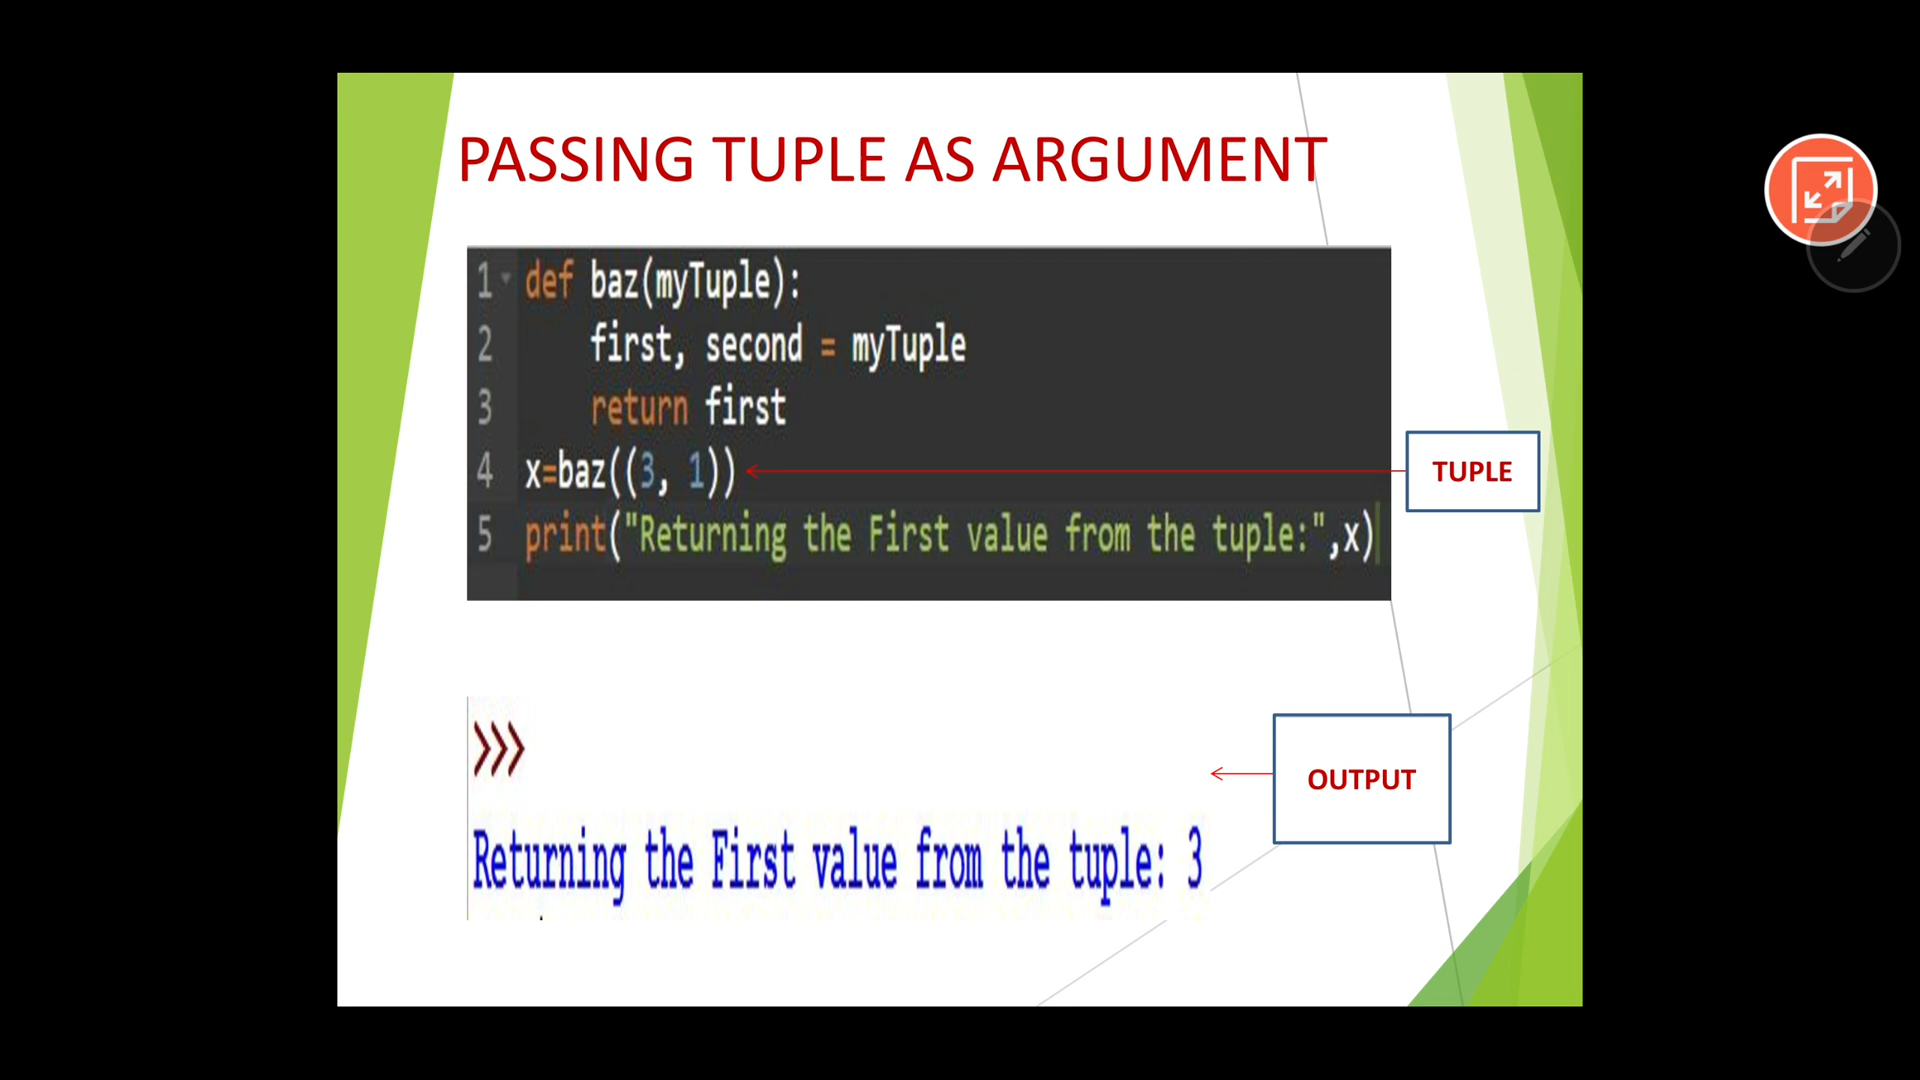 PASSING TUPLE AS ARGUMENT
1 def baz(myTuple):
2     first, second = myTuple
3     return first
4 x=baz((3, 1))
TUPLE
5 print("Returning the First value from the tuple:",x)
>>>
OUTPUT
Returning the First value from the tuple: 3